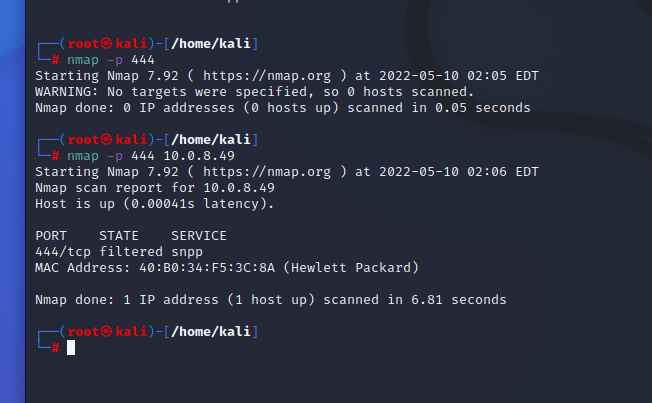 ┌──(root㉿kali)-[/home/kali]
└─# nmap -p 444
Starting Nmap 7.92 ( https://nmap.org ) at 2022-05-10 02:05 EDT
WARNING: No targets were specified, so 0 hosts scanned.
Nmap done: 0 IP addresses (0 hosts up) scanned in 0.05 seconds
┌──(root㉿kali)-[/home/kali]
└─# nmap -p 444 10.0.8.49
Starting Nmap 7.92 ( https://nmap.org ) at 2022-05-10 02:06 EDT
Nmap scan report for 10.0.8.49
Host is up (0.00041s latency).
PORT    STATE    SERVICE
444/tcp filtered snpp
MAC Address: 40:B0:34:F5:3C:8A (Hewlett Packard)
Nmap done: 1 IP address (1 host up) scanned in 6.81 seconds
┌──(root㉿kali)-[/home/kali]
└─#